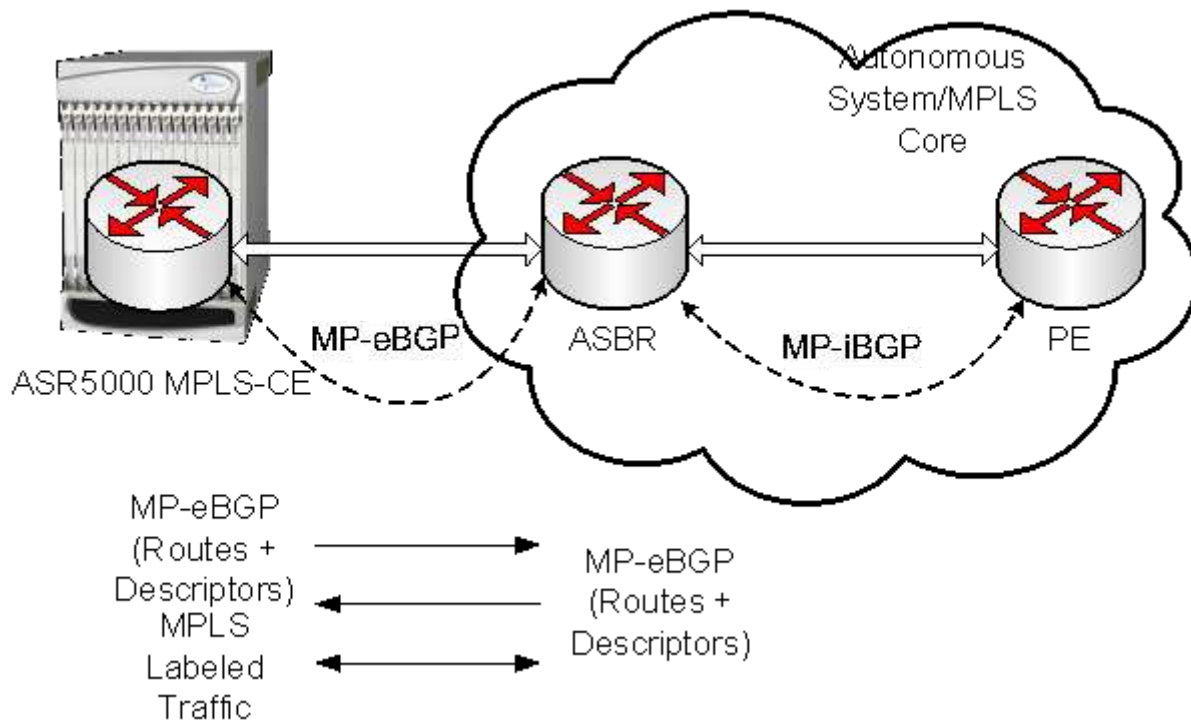 Autonomous
System/MPLS
Core
MP-eBGP
ASBR
MP-iBGP
PE
ASR5000 MPLS-CE
MP-eBGP
(Routes +
Descriptors)
MPLS
Labeled
Traffic
MP-eBGP
(Routes +
Descriptors)